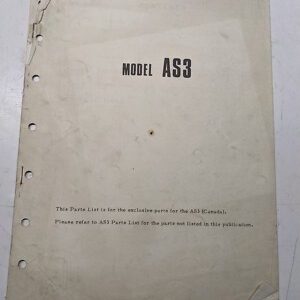 MODEL AS3
This Parts List is for the exclusive parts for the AS3 (Canada).
Please refer to AS3 Parts List for the parts not listed in this publication.